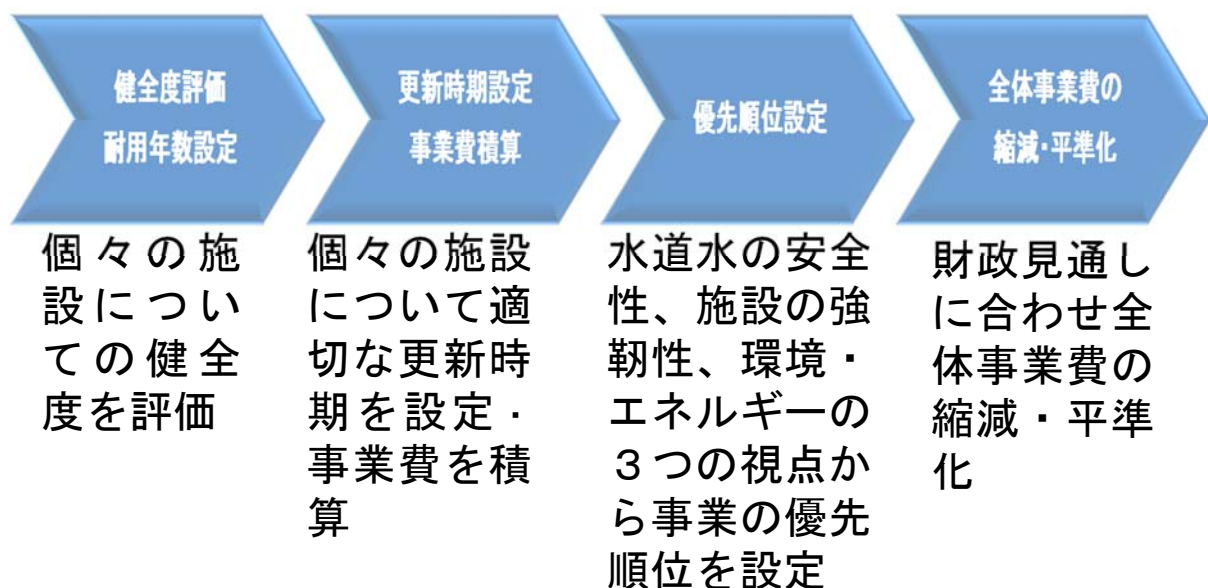 健全度評価
耐用年数設定
更新時期設定
事業費積算
優先順位設定
全体事業費の
縮減・平準化
個々の施
設につい
ての健全
度を評価
個々の施設
について適
切な更新時
期を設定・
事業費を積
算
水道水の安全
性、施設の強
靭性、環境・
エネルギーの
３つの視点か
ら事業の優先
順位を設定
財政見通し
に合わせ全
体事業費の
縮減・平準
化